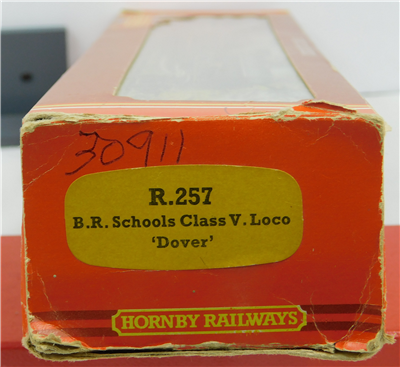 30911
R.257
B.R. Schools Class V. Loco
'Dover'
HORNBY RAILWAYS